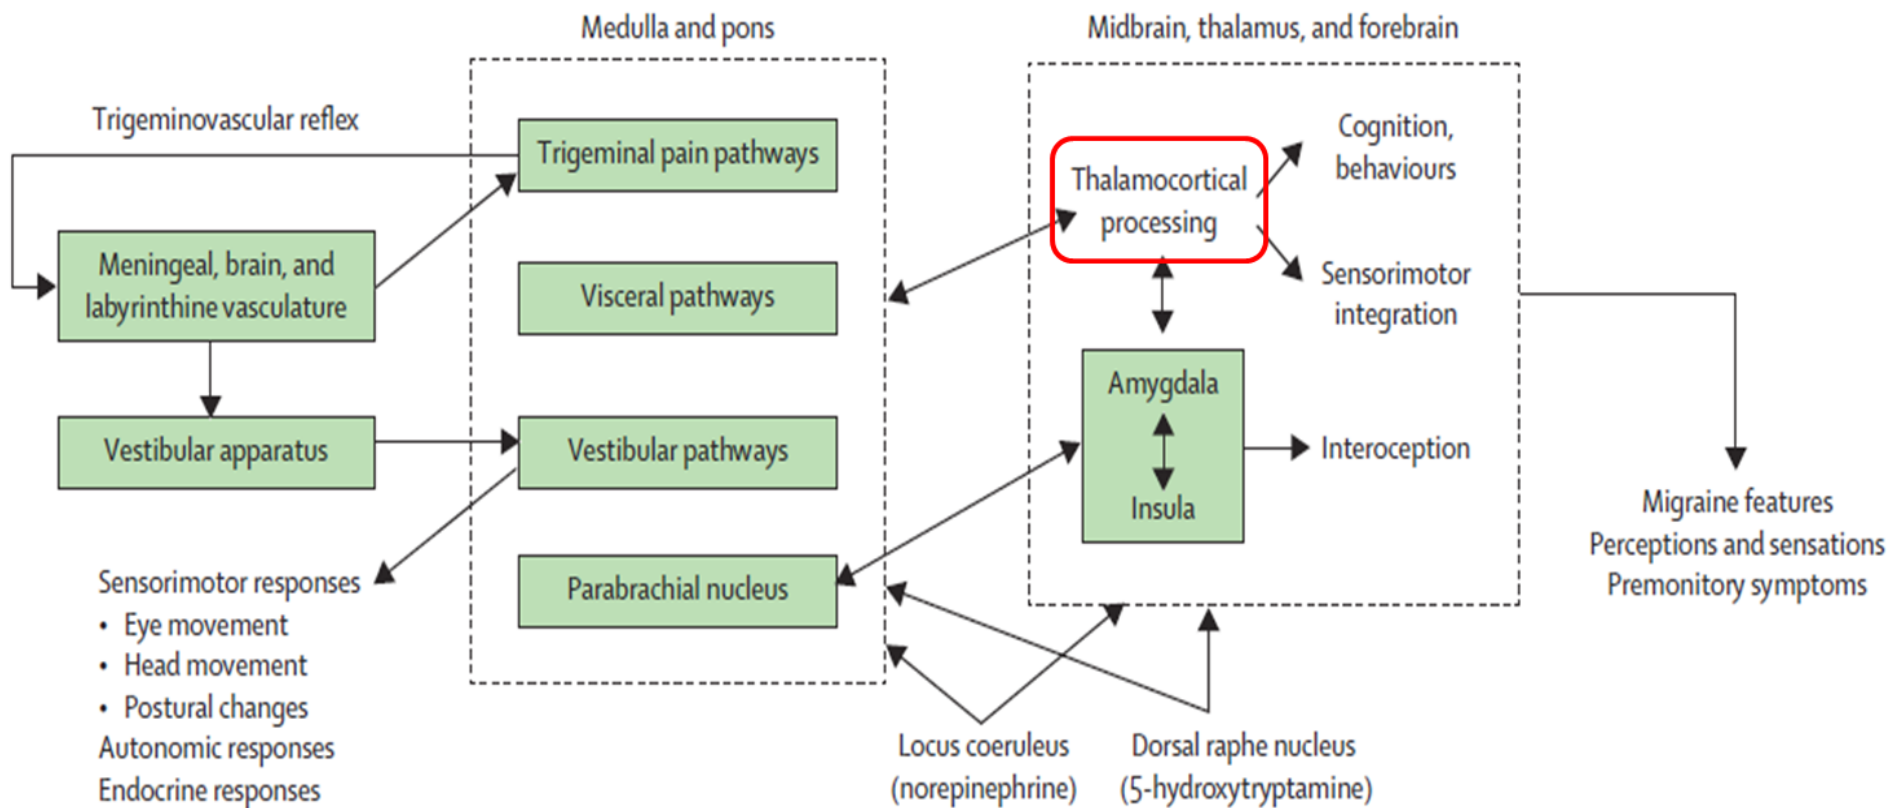 Medulla and pons
Midbrain, thalamus, and forebrain
Trigeminovascular reflex
Trigeminal pain pathways
Meningeal, brain, and
labyrinthine vasculature
Visceral pathways
Vestibular apparatus
Vestibular pathways
Parabrachial nucleus
Sensorimotor responses
• Eye movement
• Head movement
• Postural changes
Autonomic responses
Endocrine responses
Thalamocortical
processing
Cognition,
behaviours
Sensorimotor
integration
Amygdala
Insula
Interoception
Migraine features
Perceptions and sensations
Premonitory symptoms
Locus coeruleus
(norepinephrine)
Dorsal raphe nucleus
(5-hydroxytryptamine)